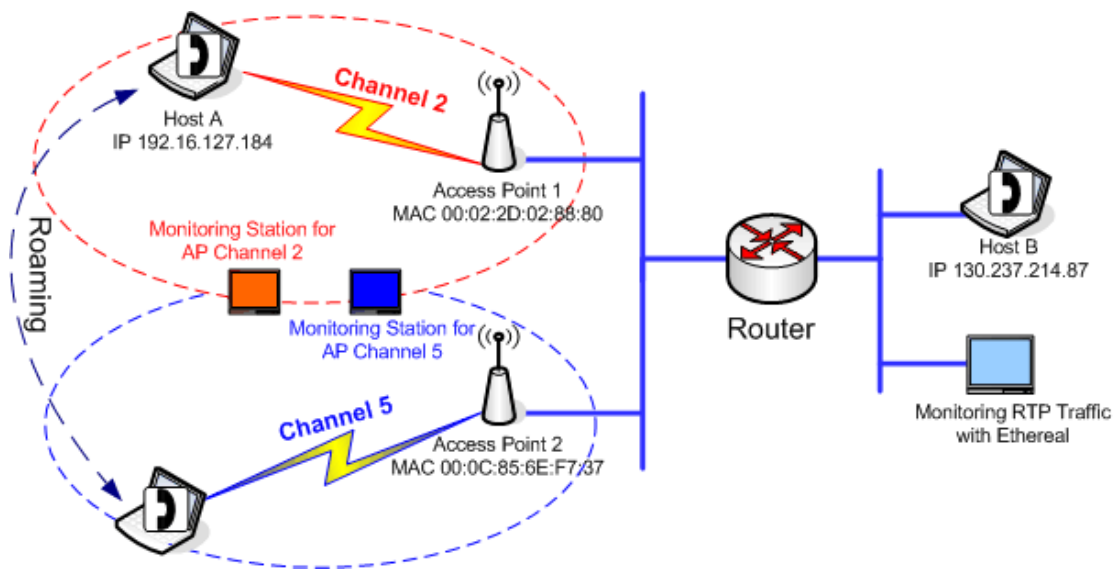 Channel 2
Host A
IP 192.16.127.184
Access Point 1
MAC 00:02:2D:02:88:80
Roaming
Monitoring Station for
AP Channel 2
Monitoring Station for
AP Channel 5
Channel 5
Access Point 2
MAC 00:0C:85:6E:F7:37
Router
Host B
IP 130.237.214.87
Monitoring RTP Traffic
with Ethereal